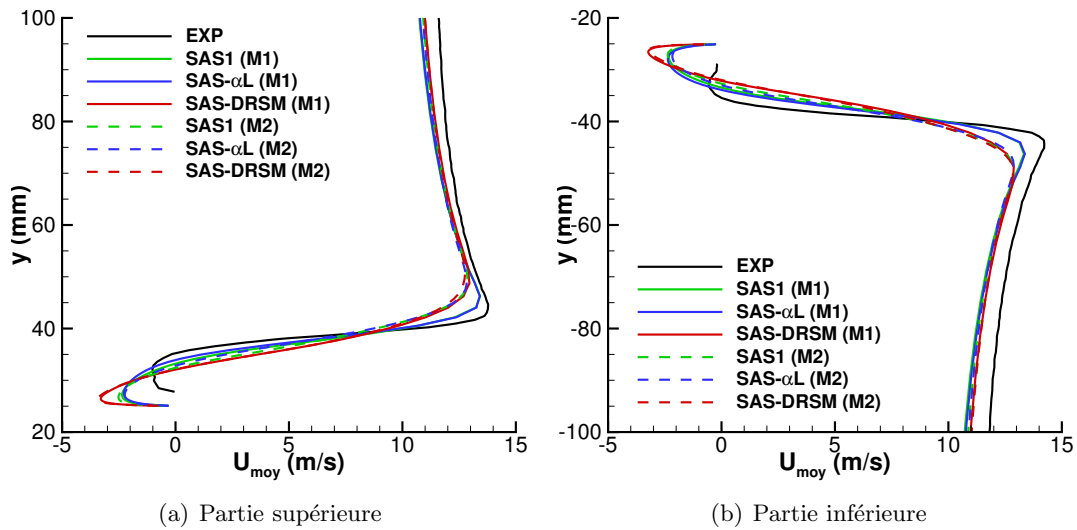 100
80
60
40
20
y (mm)
-5
0
5
10
15
U_moy (m/s)
EXP
SAS1 (M1)
SAS-αL (M1)
SAS-DRSM (M1)
SAS1 (M2)
SAS-αL (M2)
SAS-DRSM (M2)
(a) Partie supérieure
-20
-40
-60
-80
-100
y (mm)
-5
0
5
10
15
U_moy (m/s)
EXP
SAS1 (M1)
SAS-αL (M1)
SAS-DRSM (M1)
SAS1 (M2)
SAS-αL (M2)
SAS-DRSM (M2)
(b) Partie inférieure